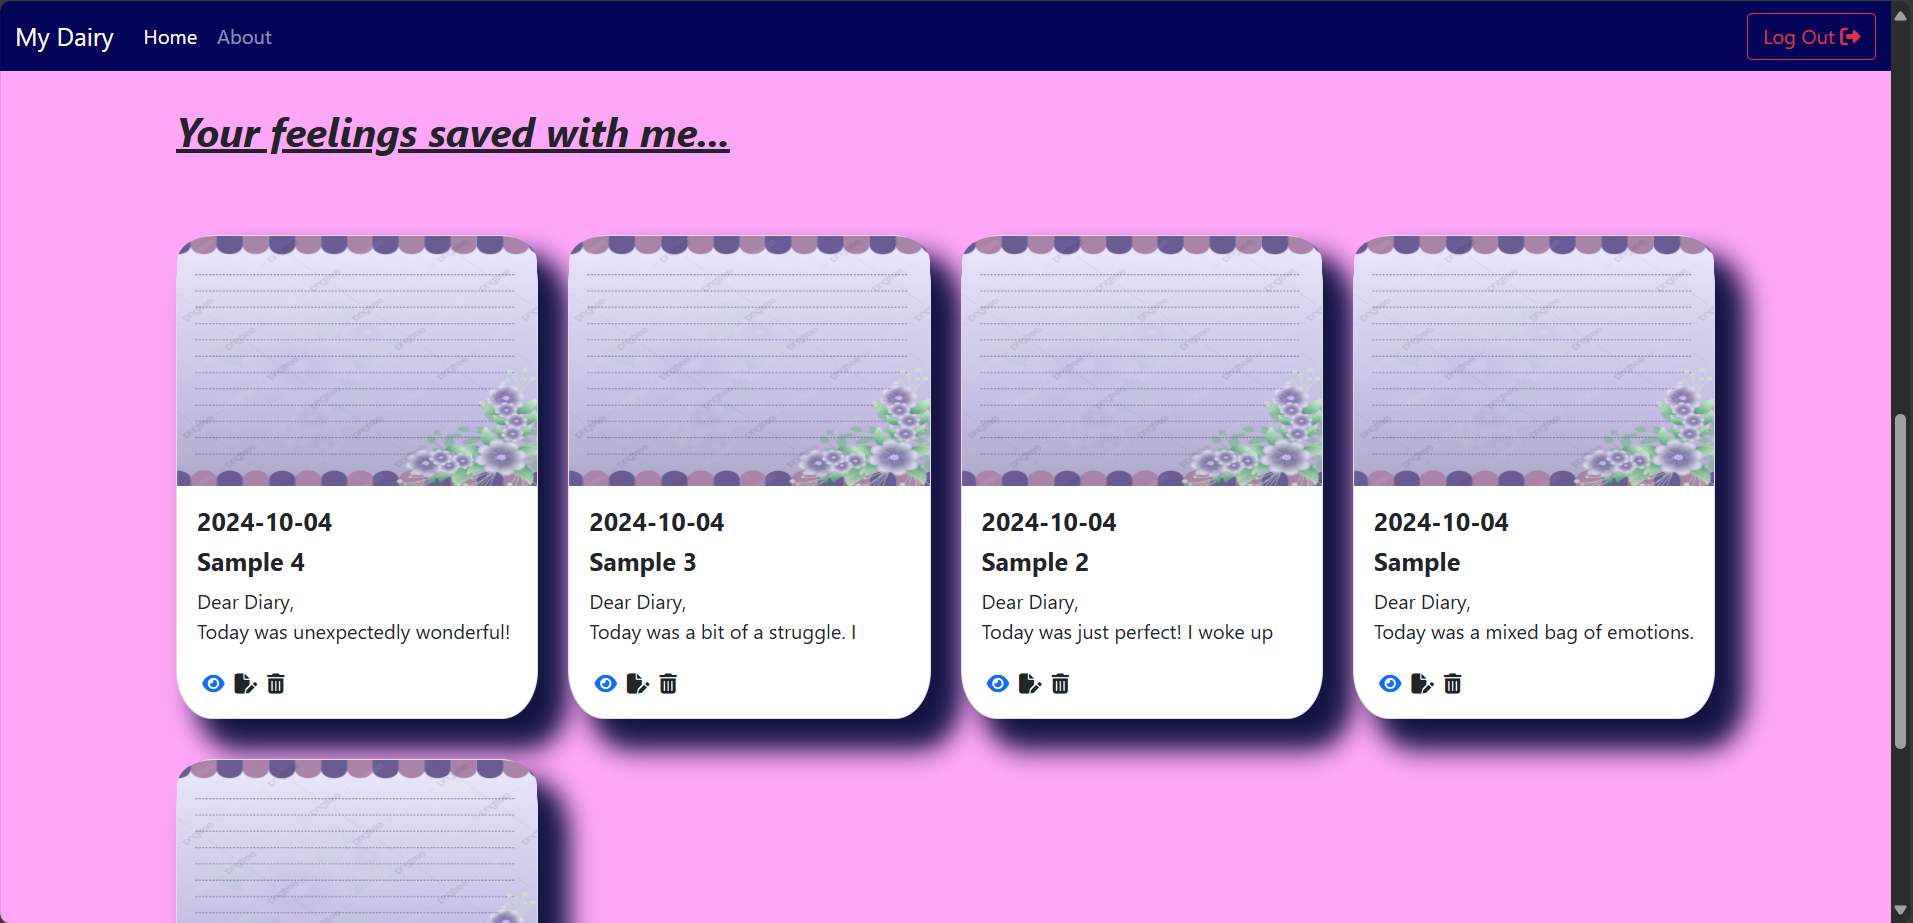 My Dairy Home About Log Out
Your feelings saved with me...
2024-10-04
Sample 4
Dear Diary,
Today was unexpectedly wonderful!
2024-10-04
Sample 3
Dear Diary,
Today was a bit of a struggle. I
2024-10-04
Sample 2
Dear Diary,
Today was just perfect! I woke up
2024-10-04
Sample
Dear Diary,
Today was a mixed bag of emotions.